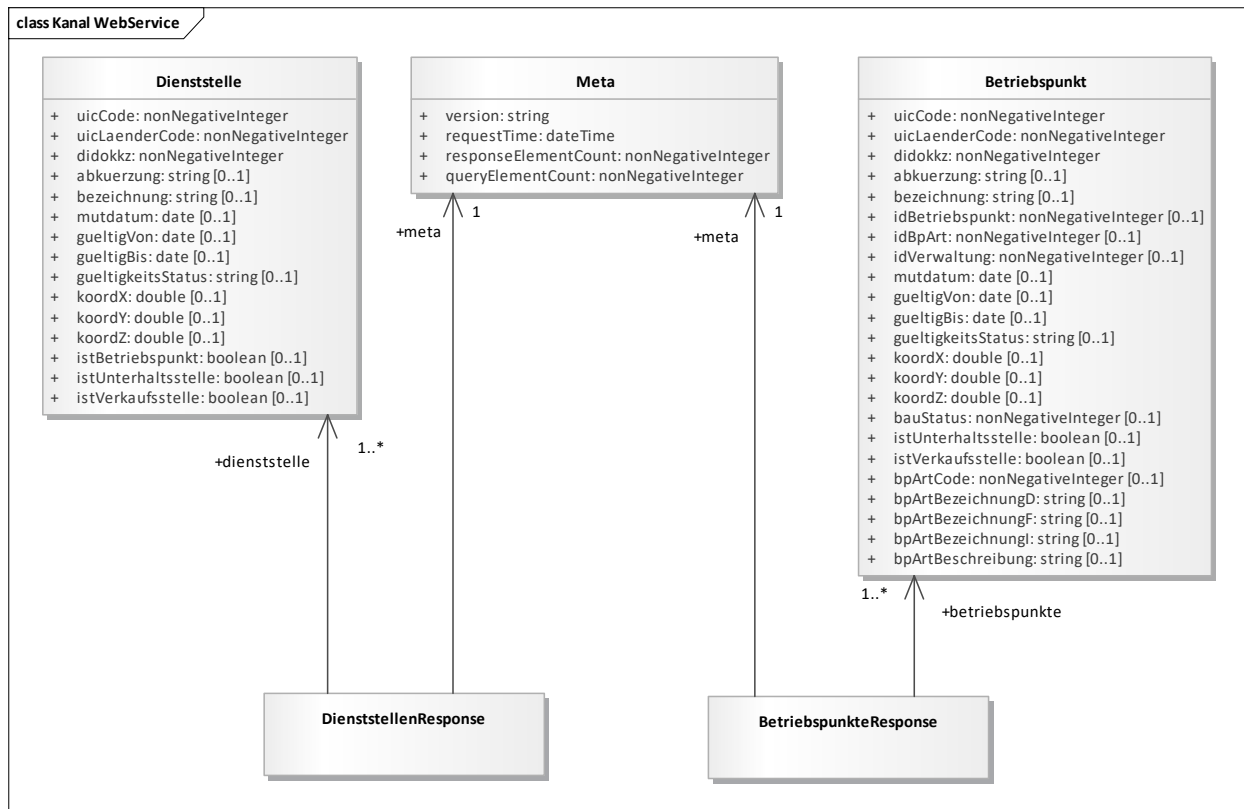 class Kanal WebService
Dienststelle
+ uicCode: nonNegativeInteger
+ uicLaenderCode: nonNegativeInteger
+ didokkz: nonNegativeInteger
+ abkuerzung: string [0..1]
+ bezeichnung: string [0..1]
+ mutdatum: date [0..1]
+ gueltigVon: date [0..1]
+ gueltigBis: date [0..1]
+ gueltigkeitsStatus: string [0..1]
+ koordX: double [0..1]
+ koordY: double [0..1]
+ koordZ: double [0..1]
+ istBetriebspunkt: boolean [0..1]
+ istUnterhaltsstelle: boolean [0..1]
+ istVerkaufsstelle: boolean [0..1]
Meta
+ version: string
+ requestTime: dateTime
+ responseElementCount: nonNegativeInteger
+ queryElementCount: nonNegativeInteger
Betriebspunkt
+ uicCode: nonNegativeInteger
+ uicLaenderCode: nonNegativeInteger
+ didokkz: nonNegativeInteger
+ abkuerzung: string [0..1]
+ bezeichnung: string [0..1]
+ idBetriebspunkt: nonNegativeInteger [0..1]
+ idBpArt: nonNegativeInteger [0..1]
+ idVerwaltung: nonNegativeInteger [0..1]
+ mutdatum: date [0..1]
+ gueltigVon: date [0..1]
+ gueltigBis: date [0..1]
+ gueltigkeitsStatus: string [0..1]
+ koordX: double [0..1]
+ koordY: double [0..1]
+ koordZ: double [0..1]
+ bauStatus: nonNegativeInteger [0..1]
+ istUnterhaltsstelle: boolean [0..1]
+ istVerkaufsstelle: boolean [0..1]
+ bpArtCode: nonNegativeInteger [0..1]
+ bpArtBezeichnungD: string [0..1]
+ bpArtBezeichnungF: string [0..1]
+ bpArtBezeichnungI: string [0..1]
+ bpArtBeschreibung: string [0..1]
1
+meta
1
+meta
1..*
+dienststelle
1..*
+betriebspunkte
DienststellenResponse
BetriebspunkteResponse